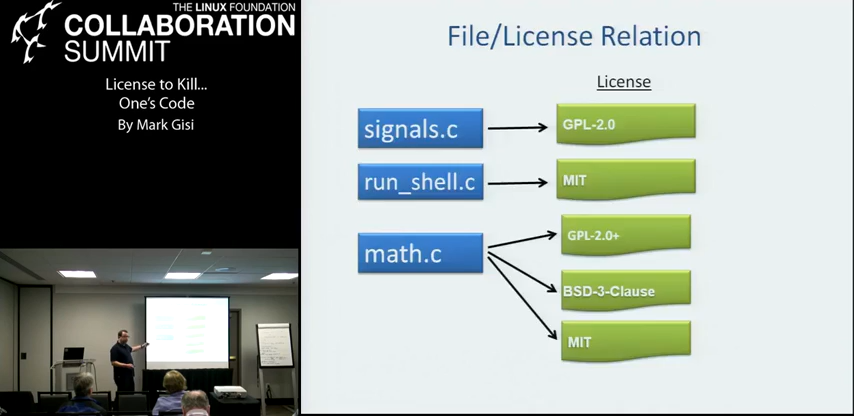 THE LINUX FOUNDATION
COLLABORATION
SUMMIT
License to Kill...
One's Code
By Mark Gisi
File/License Relation
License
signals.c
GPL-2.0
run_shell.c
MIT
math.c
GPL-2.0+
BSD-3-Clause
MIT